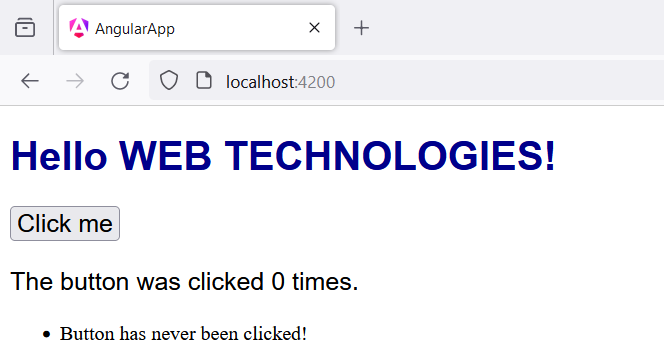 AngularApp
localhost:4200
Hello WEB TECHNOLOGIES!
Click me
The button was clicked 0 times.
• Button has never been clicked!